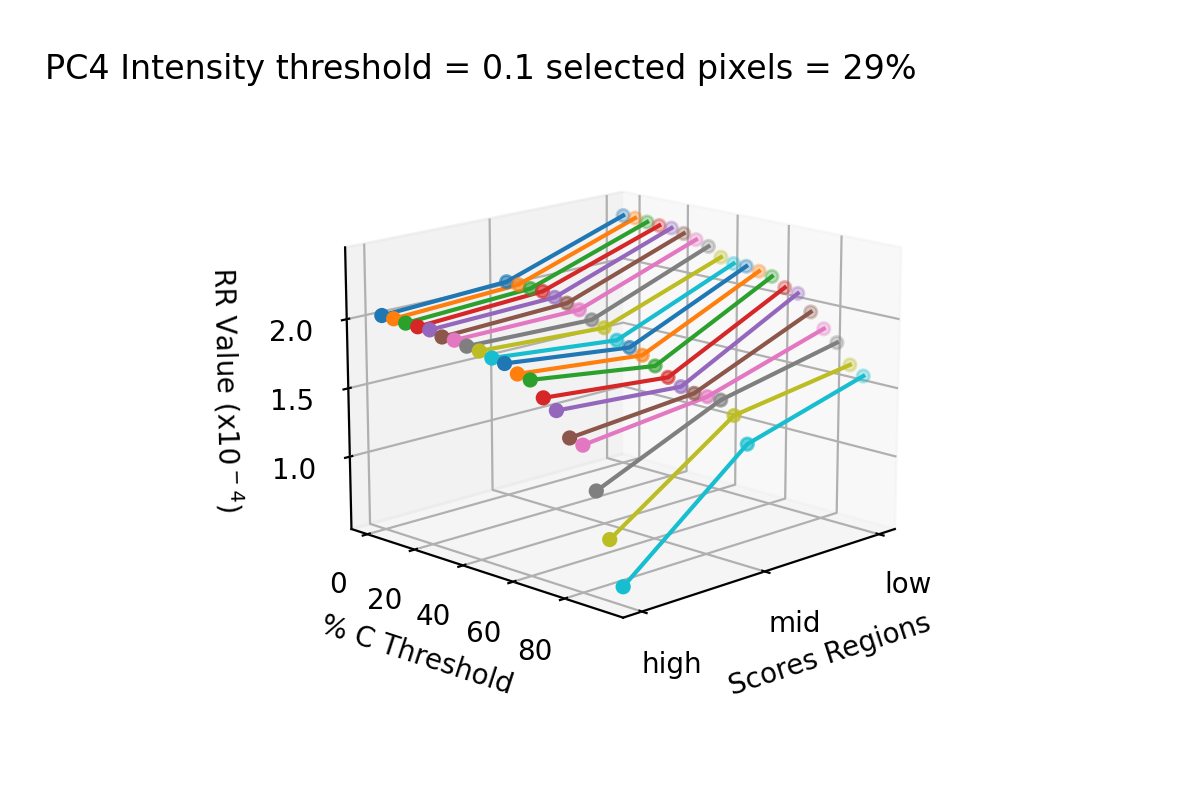 PC4 Intensity threshold = 0.1 selected pixels = 29%
RR Value (x10⁻⁴)
2.0
1.5
1.0
0
20
40
60
80
% C Threshold
high
mid
low
Scores Regions